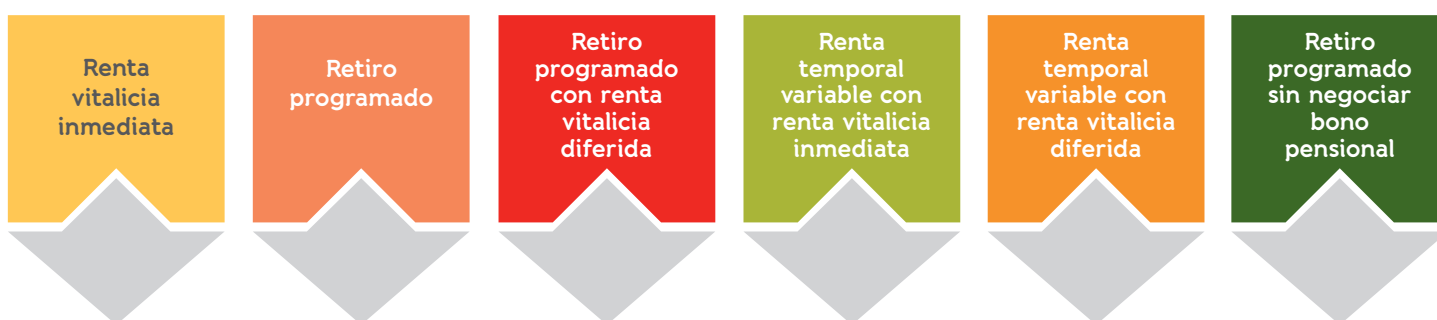 Renta
vitalicia
inmediata
Retiro
programado
Retiro
programado
con renta
vitalicia
diferida
Renta
temporal
variable con
renta vitalicia
inmediata
Renta
temporal
variable con
renta vitalicia
diferida
Retiro
programado
sin negociar
bono
pensional